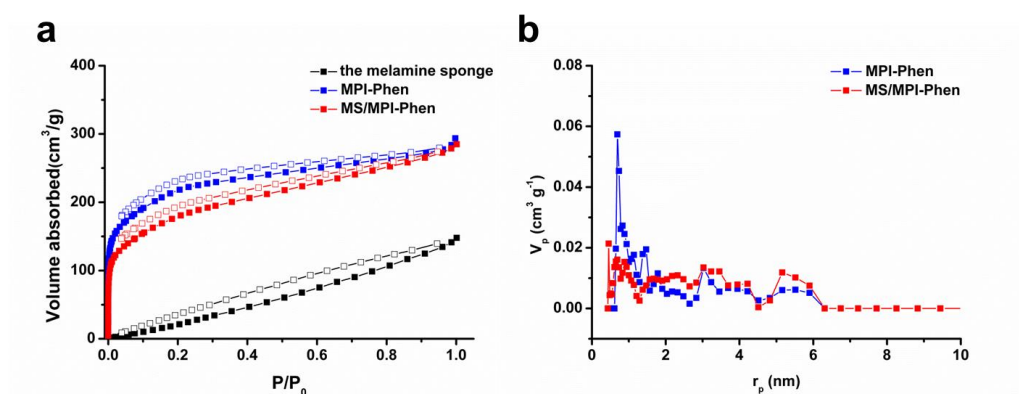 a
b
400
300
200
100
0
Volume absorbed(cm³/g)
0.0 0.2 0.4 0.6 0.8 1.0
P/P₀
the melamine sponge
MPI-Phen
MS/MPI-Phen
0.08
0.06
0.04
0.02
0.00
Vₚ (cm³ g⁻¹)
0 2 4 6 8 10
rₚ (nm)
MPI-Phen
MS/MPI-Phen